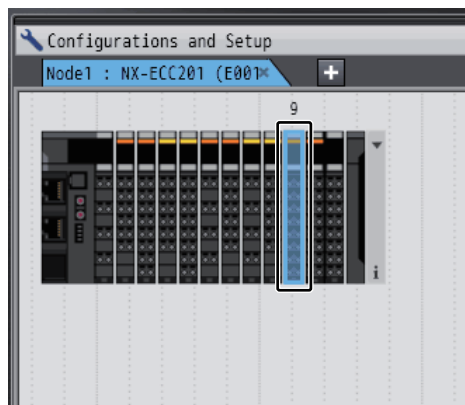 Configurations and Setup
Node1 : NX-ECC201 (E001
+
9
i